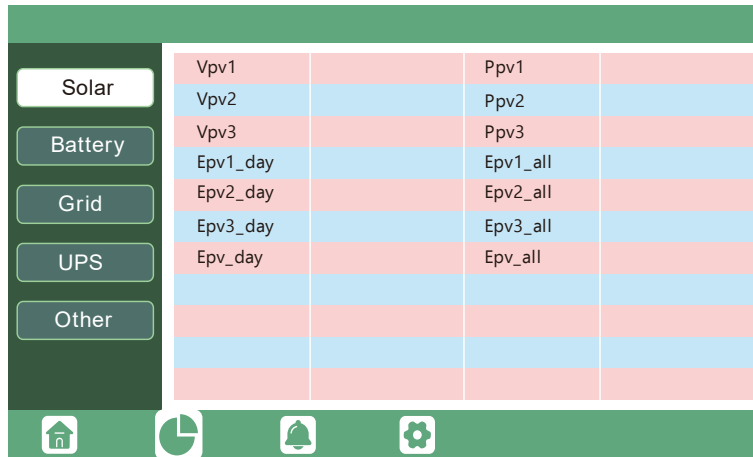 Solar
Battery
Grid
UPS
Other
Vpv1 Ppv1
Vpv2 Ppv2
Vpv3 Ppv3
Epv1_day Epv1_all
Epv2_day Epv2_all
Epv3_day Epv3_all
Epv_day Epv_all